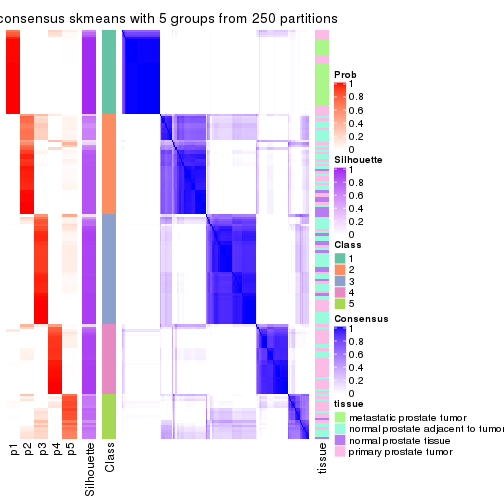 consensus skmeans with 5 groups from 250 partitions
Prob
1
0.8
0.6
0.4
0.2
0
Silhouette
1
0.8
0.6
0.4
0.2
0
Class
1
2
3
4
5
Consensus
1
0.8
0.6
0.4
0.2
0
tissue
metastatic prostate tumor
normal prostate adjacent to tumor
normal prostate tissue
primary prostate tumor
p1
p2
p3
p4
p5
Silhouette
Class
tissue